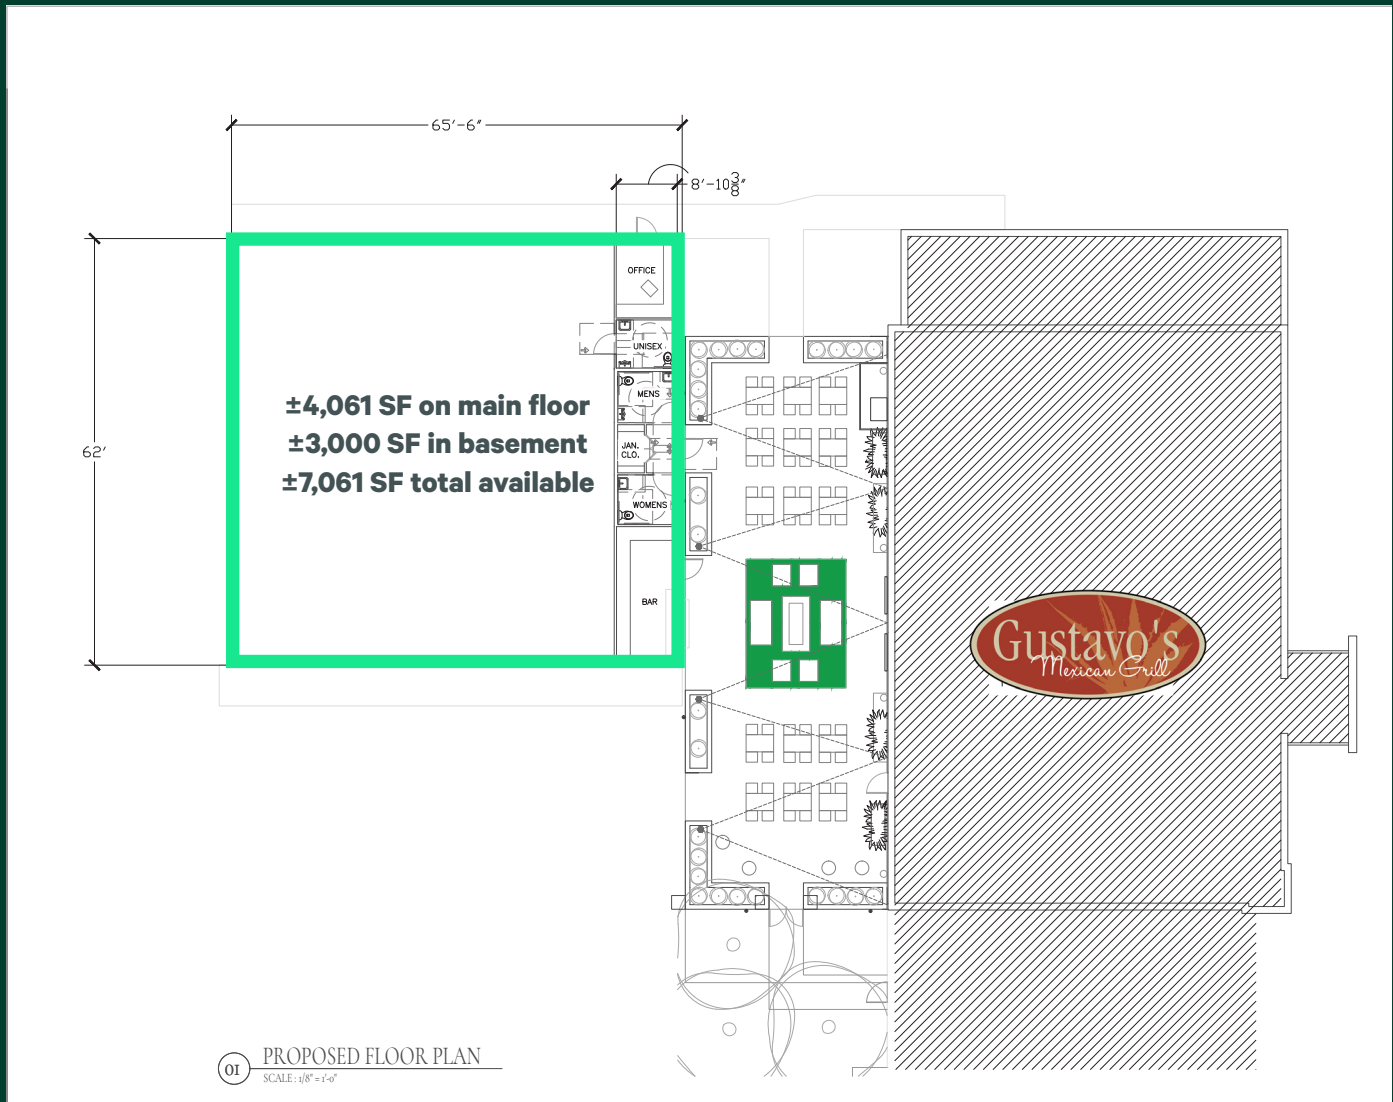 65'-6"
8'-10 3/8"
62'
OFFICE
UNISEX
MENS
JAN.
CLO.
WOMENS
BAR
±4,061 SF on main floor
±3,000 SF in basement
±7,061 SF total available
Gustavo's
Mexican Grill
01
PROPOSED FLOOR PLAN
SCALE : 1/8" = 1'-0"